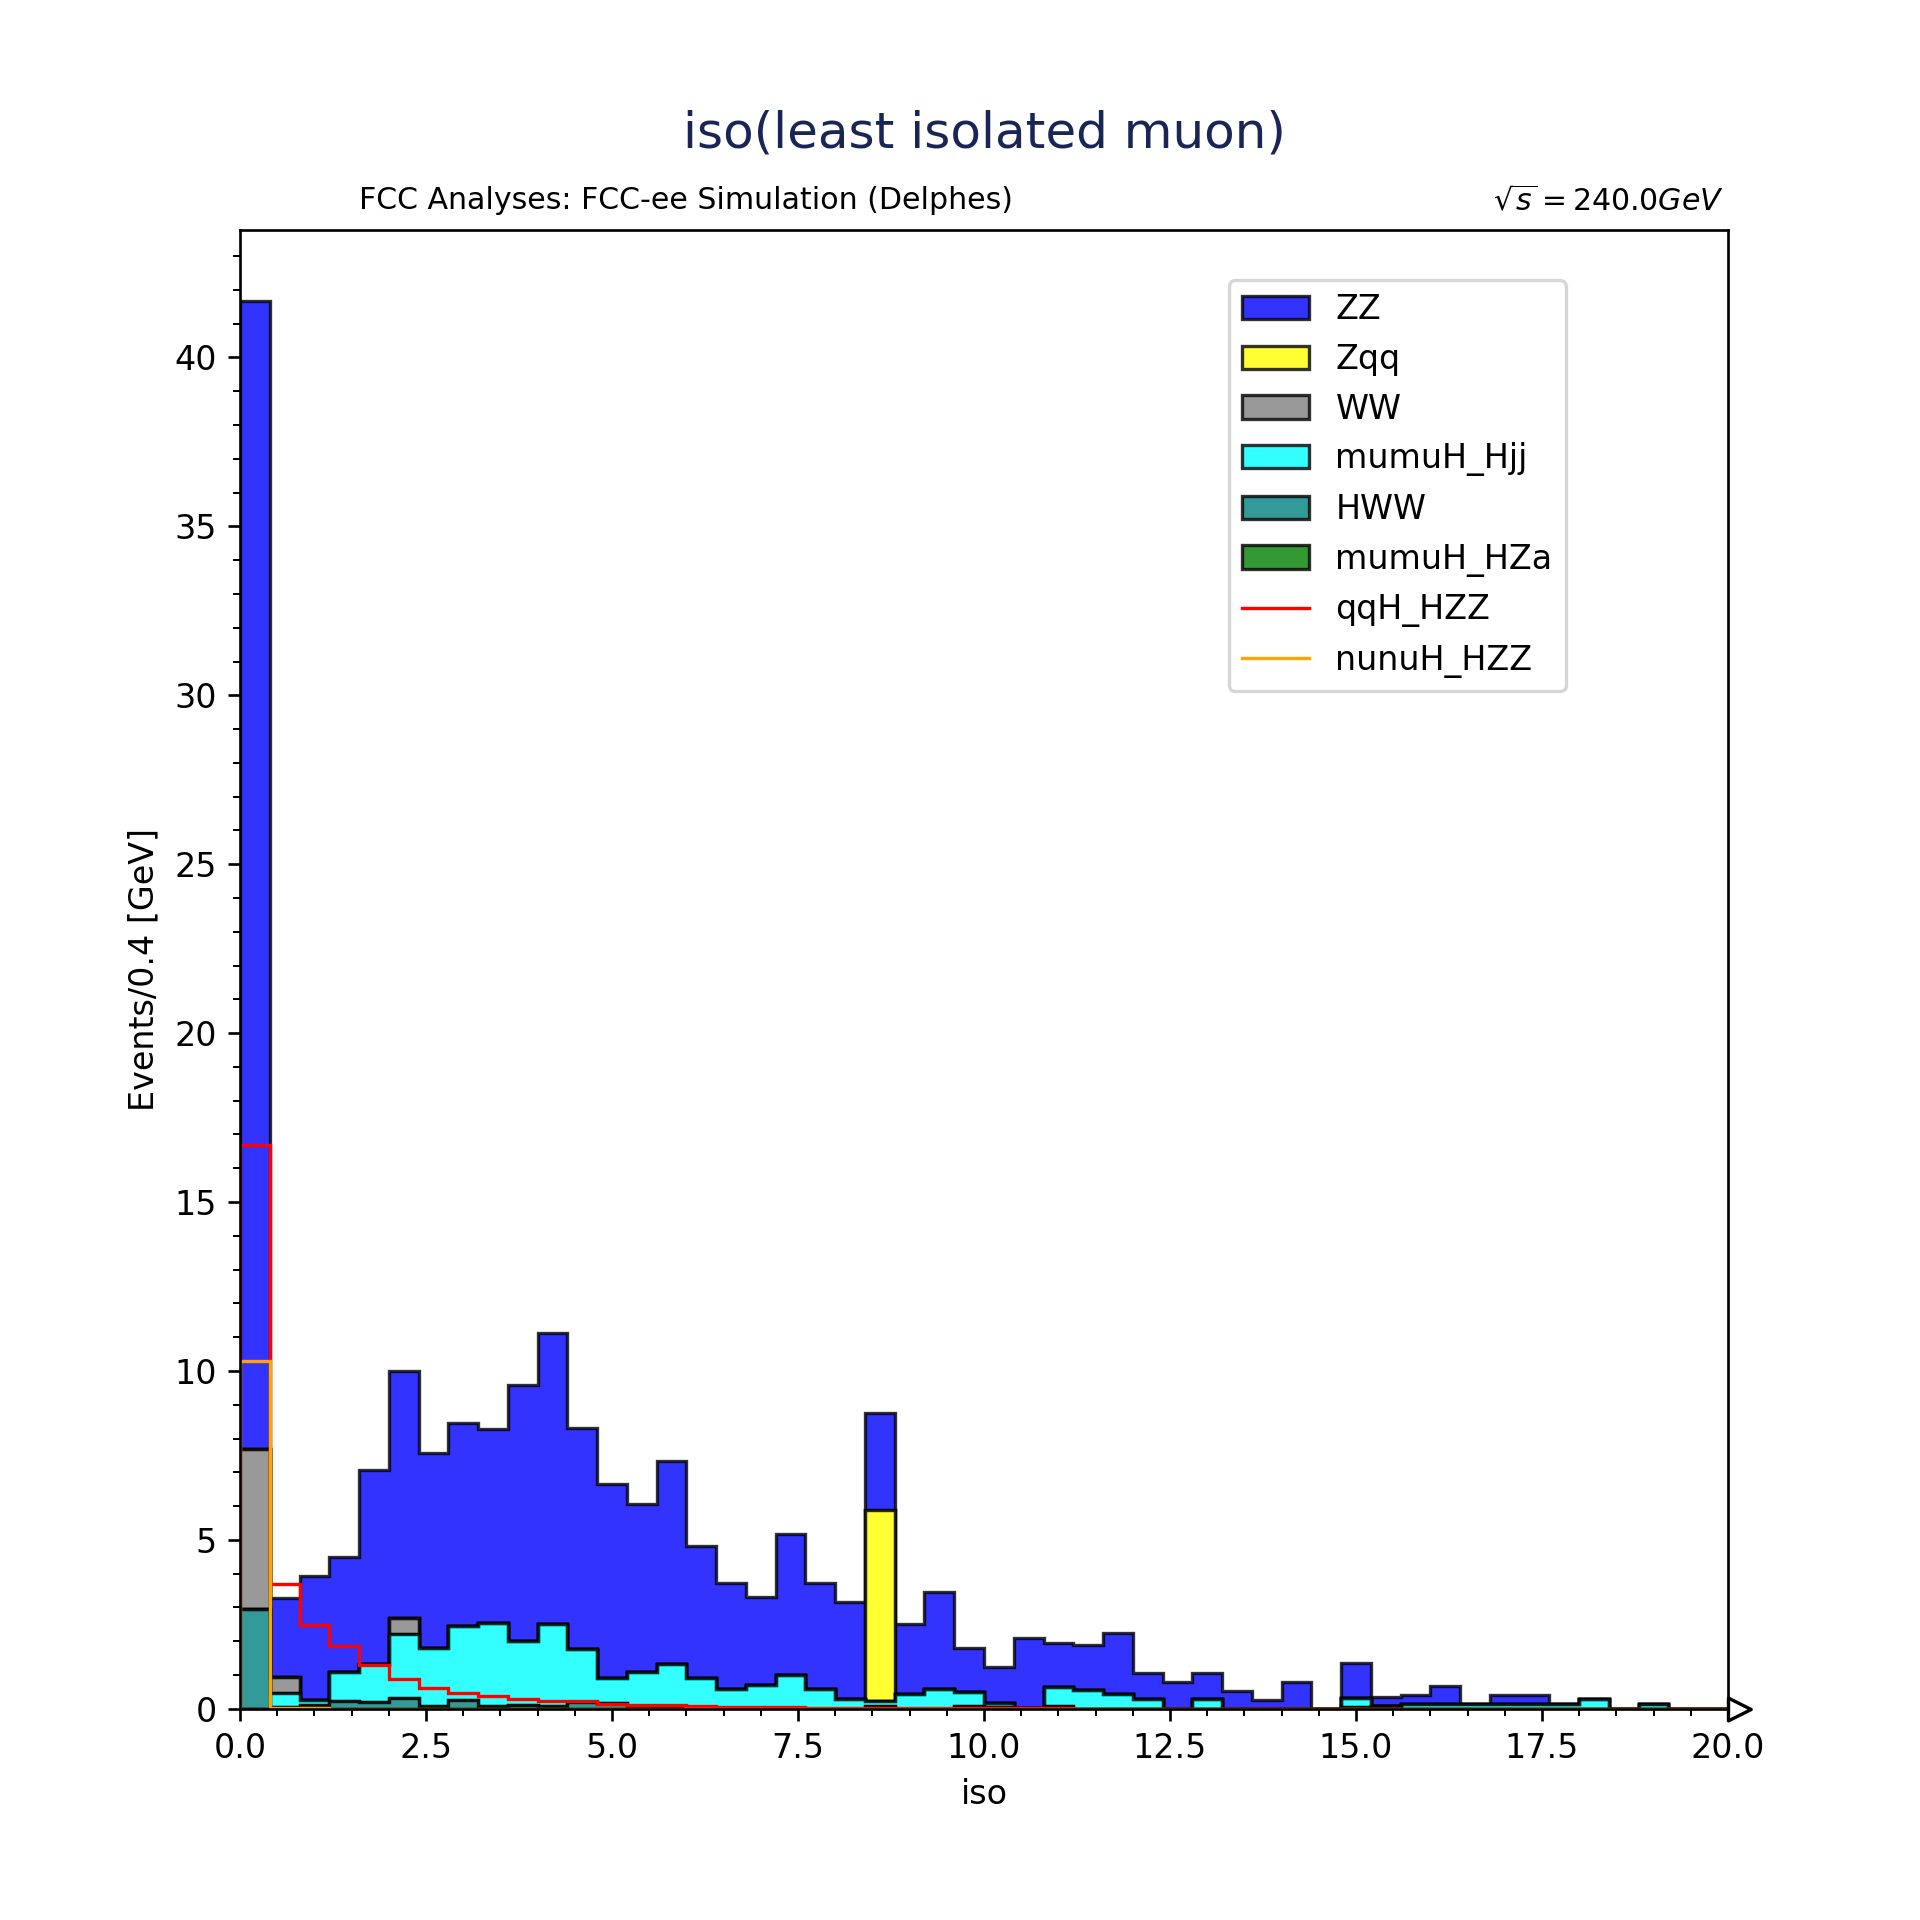 iso(least isolated muon)
FCC Analyses: FCC-ee Simulation (Delphes)
√s = 240.0GeV
ZZ
Zqq
WW
mumuH_Hjj
HWW
mumuH_HZa
qqH_HZZ
nunuH_HZZ
Events/0.4 [GeV]
40
35
30
25
20
15
10
5
0
0.0 2.5 5.0 7.5 10.0 12.5 15.0 17.5 20.0
iso